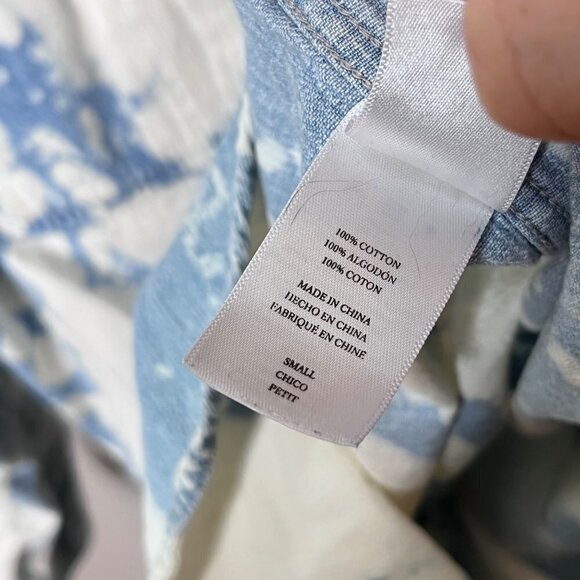 100% COTTON
100% ALGODÓN
100% COTON
MADE IN CHINA
HECHO EN CHINA
FABRIQUÉ EN CHINE
SMALL
CHICO
PETIT